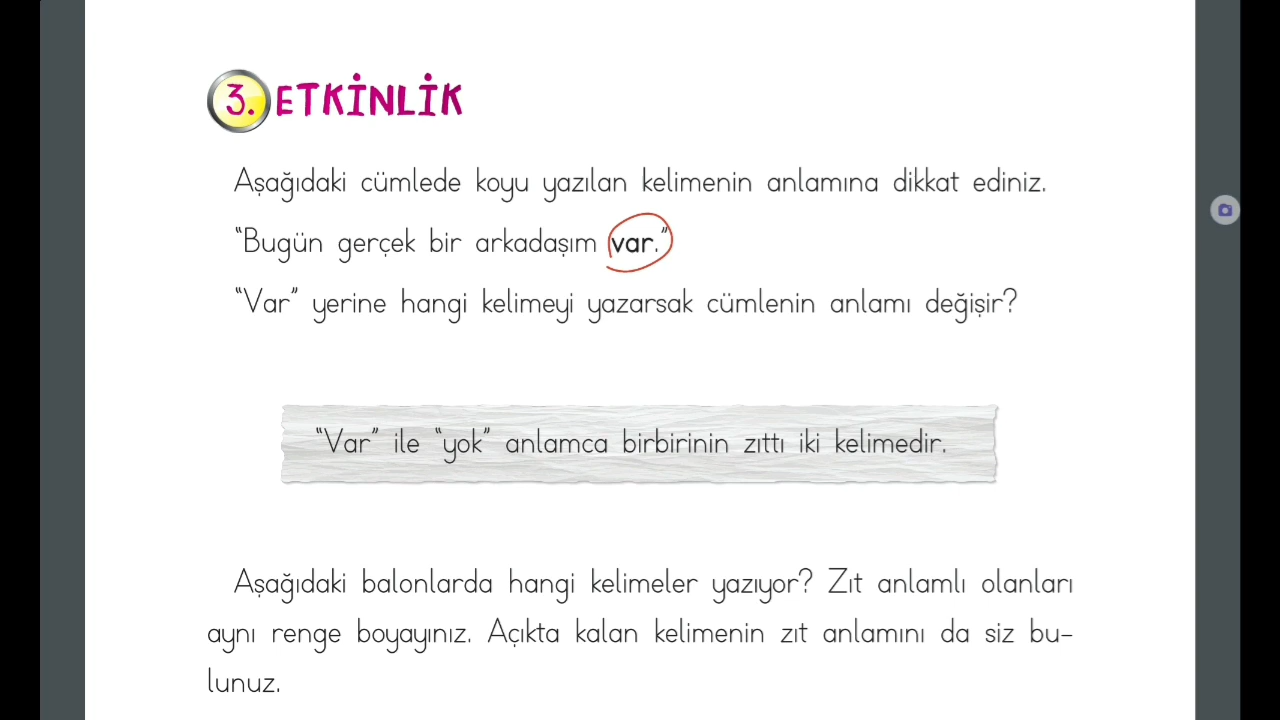 3. ETKİNLİK
Aşağıdaki cümlede koyu yazılan kelimenin anlamına dikkat ediniz.
“Bugün gerçek bir arkadaşım var.”
“Var” yerine hangi kelimeyi yazarsak cümlenin anlamı değişir?
“Var” ile “yok” anlamca birbirinin zıttı iki kelimedir.
Aşağıdaki balonlarda hangi kelimeler yazıyor? Zıt anlamlı olanları
aynı renge boyayınız. Açıkta kalan kelimenin zıt anlamını da siz bu-
lunuz.